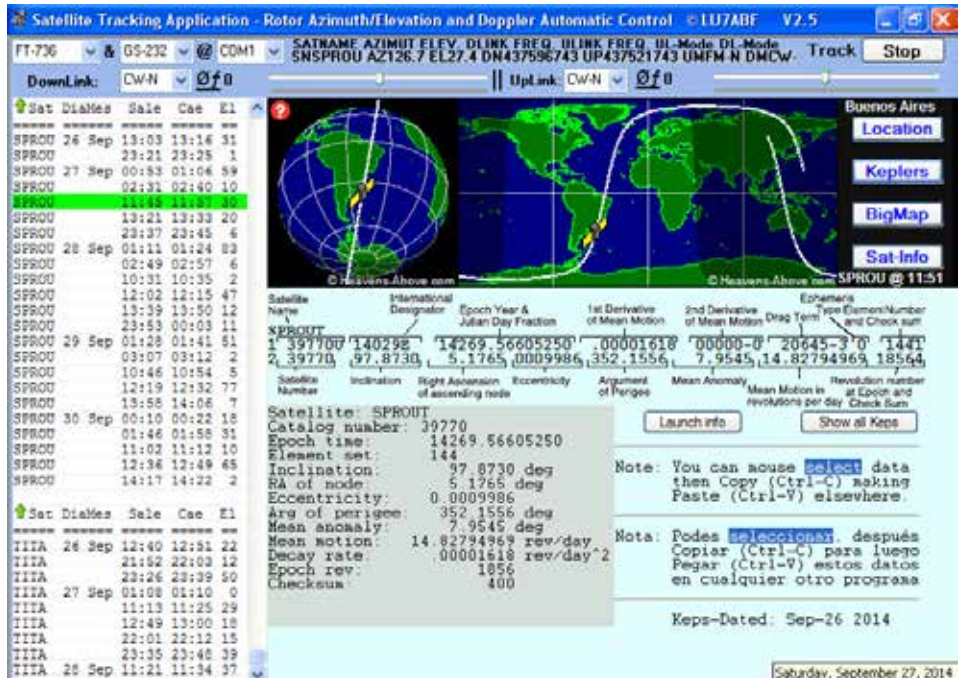 Satellite Tracking Application - Rotor Azimuth/Elevation and Doppler Automatic Control ©LU7ABF V2.5
FT-736 & GS-232 @ COM1
SATNAME AZIMUT ELEV. DLINK FREQ. ULINK FREQ. UL-Mode DL-Mode
SNSPROU AZ126.7 EL27.4 DN437596743 UP437521743 UMFM-N DMCW-
Track Stop
DownLink: CW-N Øf0 || UpLink: CW-N Øf0
Sat DiaMes Sale Cae El
SPROU 26 Sep 13:03 13:16 31
SPROU 23:21 23:25 1
SPROU 27 Sep 00:53 01:06 59
SPROU 02:31 02:40 10
SPROU 11:45 11:57 30
SPROU 13:21 13:33 20
SPROU 23:37 23:45 6
SPROU 28 Sep 01:11 01:24 83
SPROU 02:49 02:57 6
SPROU 10:31 10:35 2
SPROU 12:02 12:15 47
SPROU 13:39 13:50 12
SPROU 23:53 00:03 11
SPROU 29 Sep 01:28 01:41 51
SPROU 03:07 03:12 2
SPROU 10:46 10:54 5
SPROU 12:19 12:32 77
SPROU 13:58 14:06 7
SPROU 30 Sep 00:10 00:22 18
SPROU 01:46 01:58 31
SPROU 11:02 11:12 10
SPROU 12:36 12:49 65
SPROU 14:17 14:22 2
Sat DiaMes Sale Cae El
TITA 26 Sep 12:40 12:51 22
TITA 21:52 22:03 12
TITA 23:26 23:39 50
TITA 27 Sep 01:08 01:10 0
TITA 11:13 11:25 29
TITA 12:49 13:00 18
TITA 22:01 22:12 15
TITA 23:35 23:48 39
TITA 28 Sep 11:21 11:34 37
?
© Heavens-Above.com
© Heavens-Above.com
Buenos Aires
Location
Keplers
BigMap
Sat-Info
SPROU @ 11:51
Satellite Name
International Designator
Epoch Year & Julian Day Fraction
1st Derivative of Mean Motion
2nd Derivative of Mean Motion
Drag Term
Ephemeris Type
Element Number and Check sum
SPROUT
1 39770U 14029E 14269.56605250 .00001618 00000-0 20645-3 0 1441
2 39770 97.8730 5.1765 0009986 352.1556 7.9545 14.82794969 18564
Satellite Number
Inclination
Right Ascension of ascending node
Eccentricity
Argument of Perigee
Mean Anomaly
Mean Motion in revolutions per day
Revolution number at Epoch and Check Sum
Satellite: SPROUT
Catalog number: 39770
Epoch time: 14269.56605250
Element set: 144
Inclination: 97.8730 deg
RA of node: 5.1765 deg
Eccentricity: 0.0009986
Arg of perigee: 352.1556 deg
Mean anomaly: 7.9545 deg
Mean motion: 14.82794969 rev/day
Decay rate: .00001618 rev/day^2
Epoch rev: 1856
Checksum: 400
Launch info
Show all Keps
Note: You can mouse select data
then Copy (Ctrl-C) making
Paste (Ctrl-V) elsewhere.
Nota: Podes seleccionar, después
Copiar (Ctrl-C) para luego
Pegar (Ctrl-V) estos datos
en cualquier otro programa
Keps-Dated: Sep-26 2014
Saturday, September 27, 2014